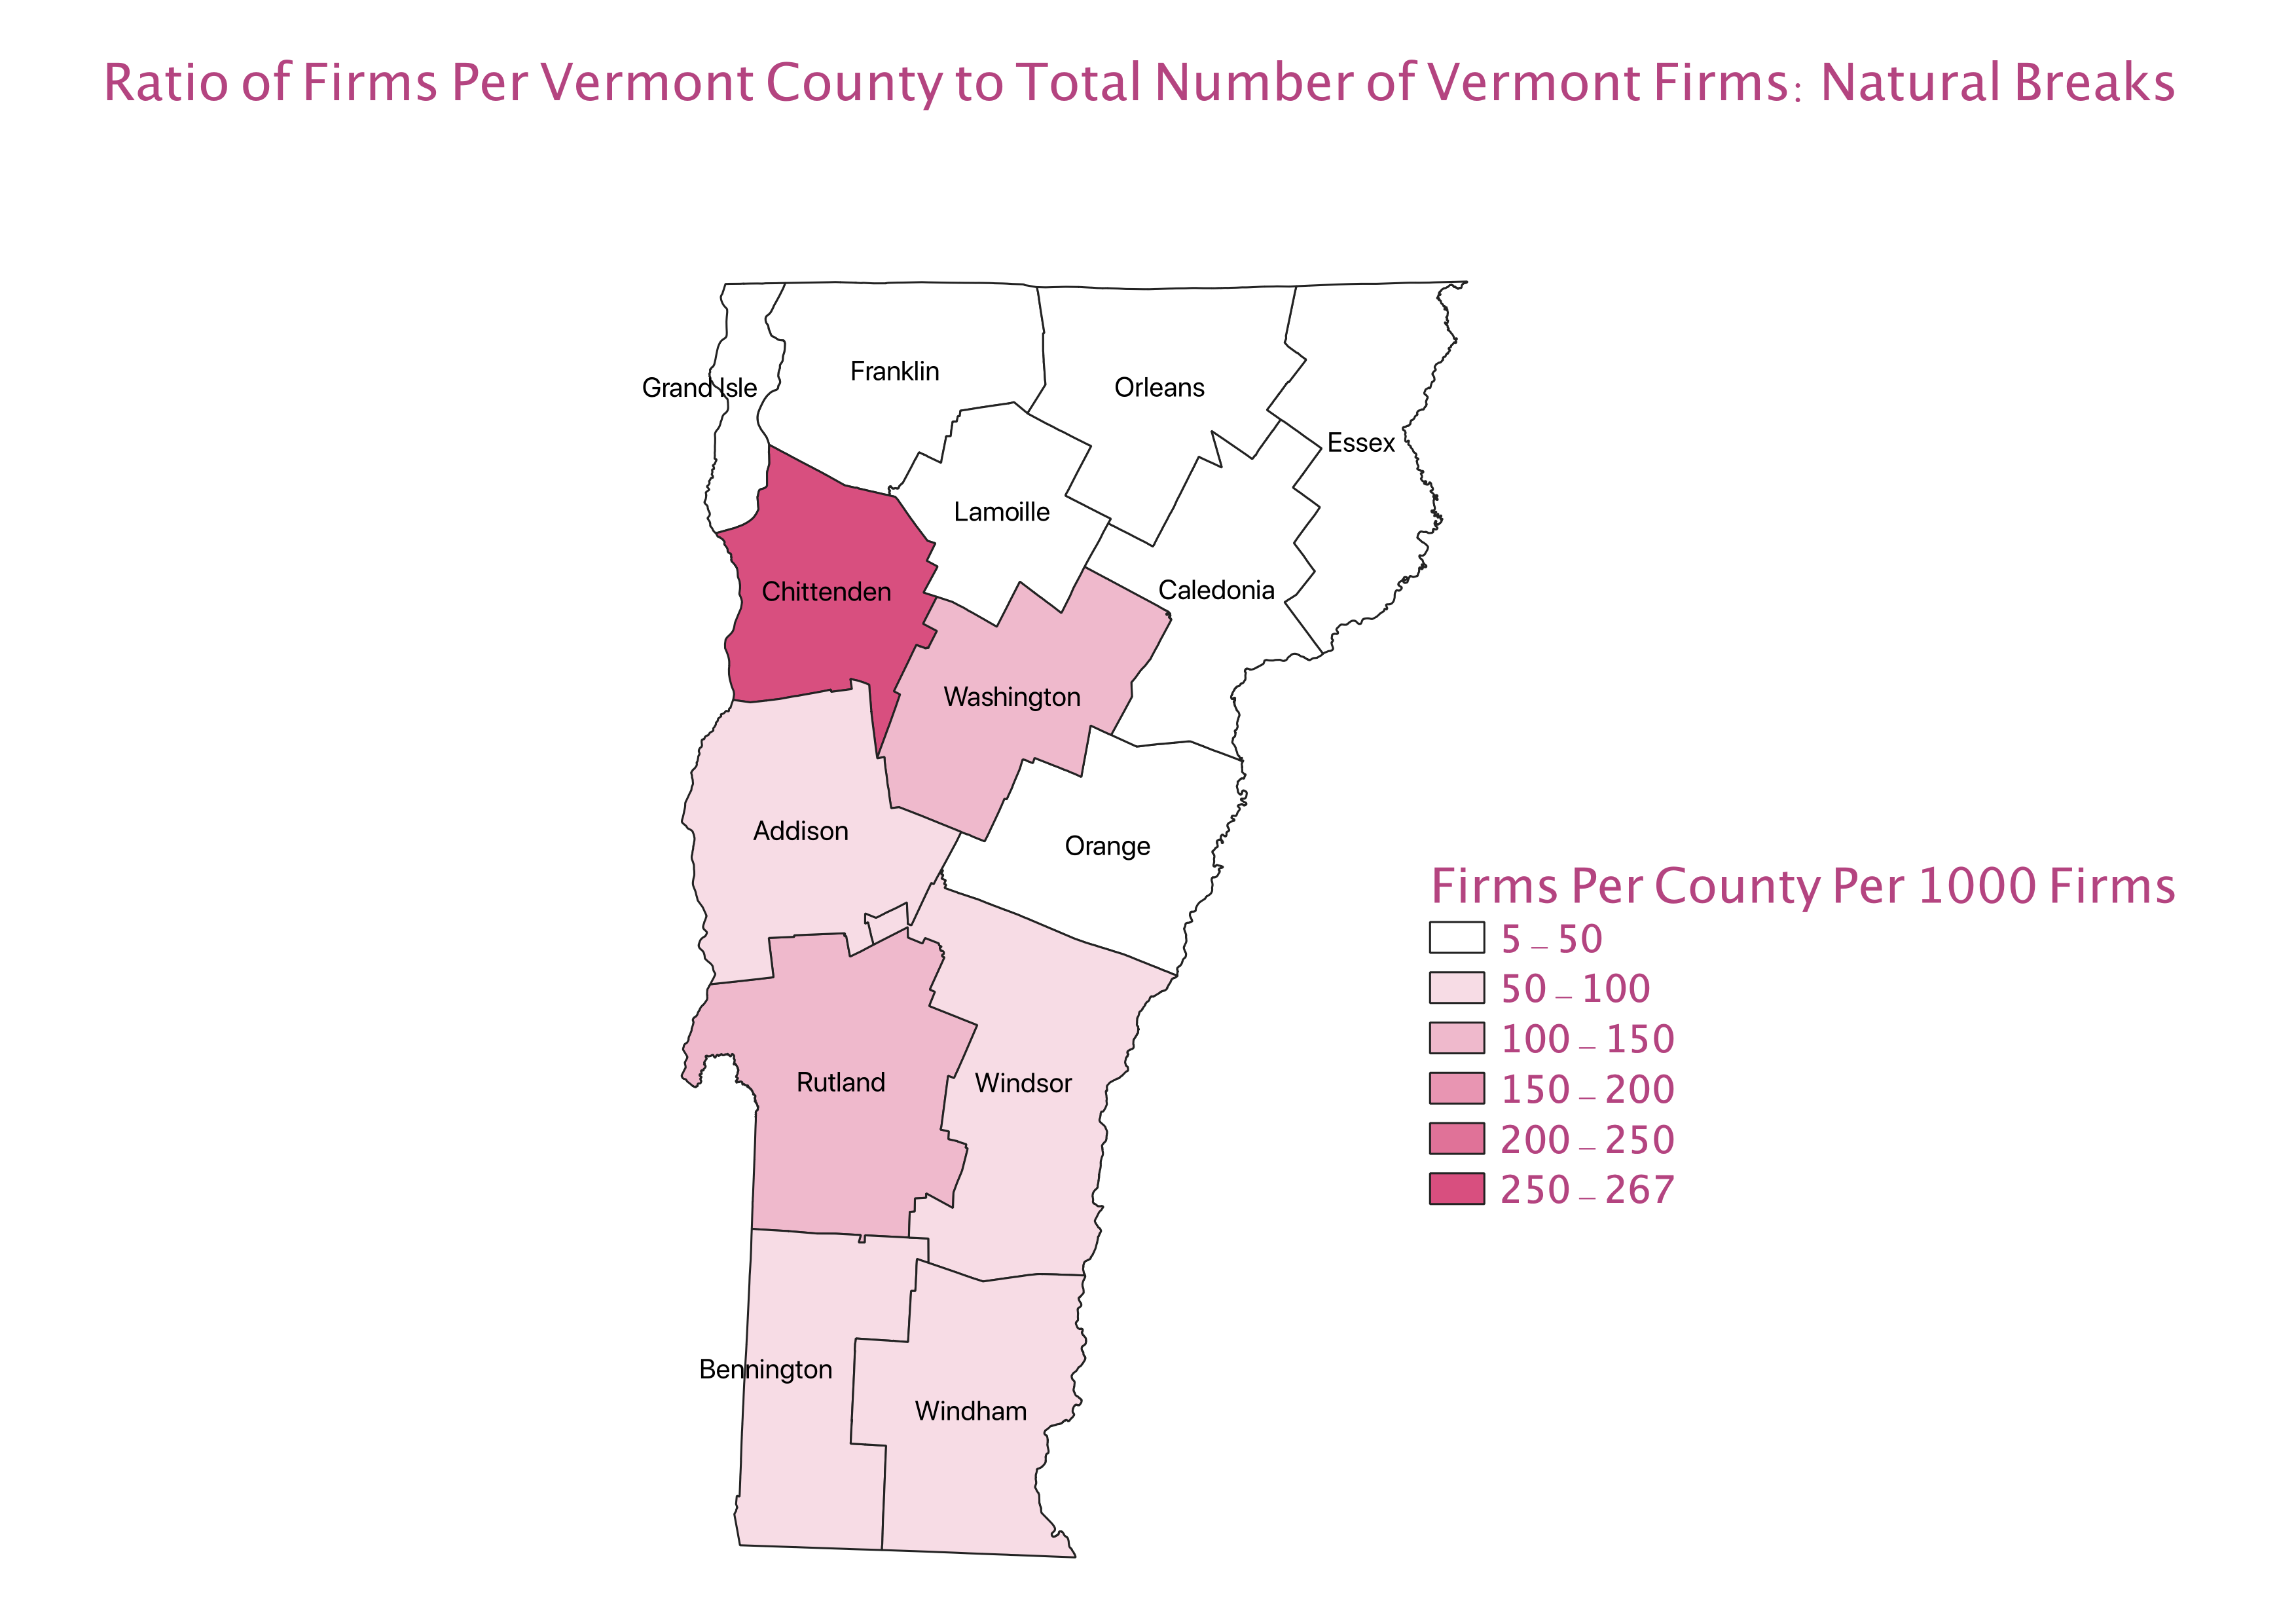 Ratio of Firms Per Vermont County to Total Number of Vermont Firms: Natural Breaks
Franklin
Grand Isle
Orleans
Essex
Lamoille
Chittenden
Caledonia
Washington
Addison
Orange
Firms Per County Per 1000 Firms
5 – 50
50 – 100
100 – 150
150 – 200
200 – 250
250 – 267
Rutland
Windsor
Bennington
Windham